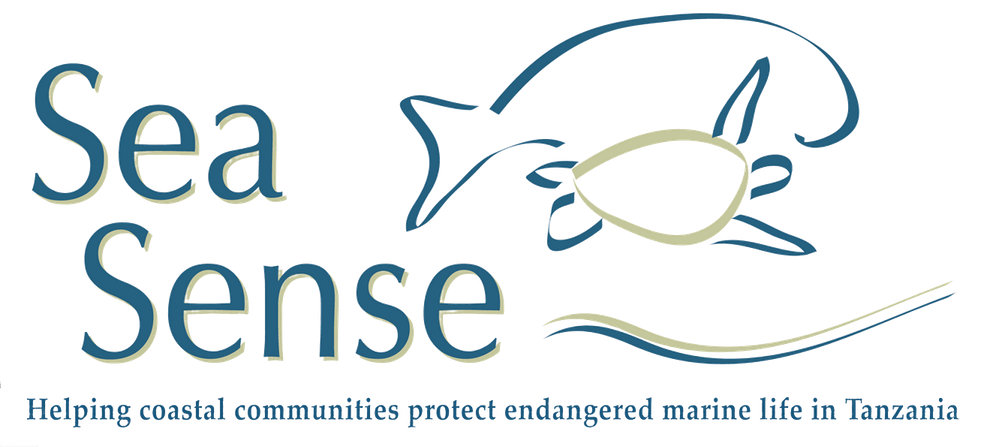 Sea
Sense
Helping coastal communities protect endangered marine life in Tanzania